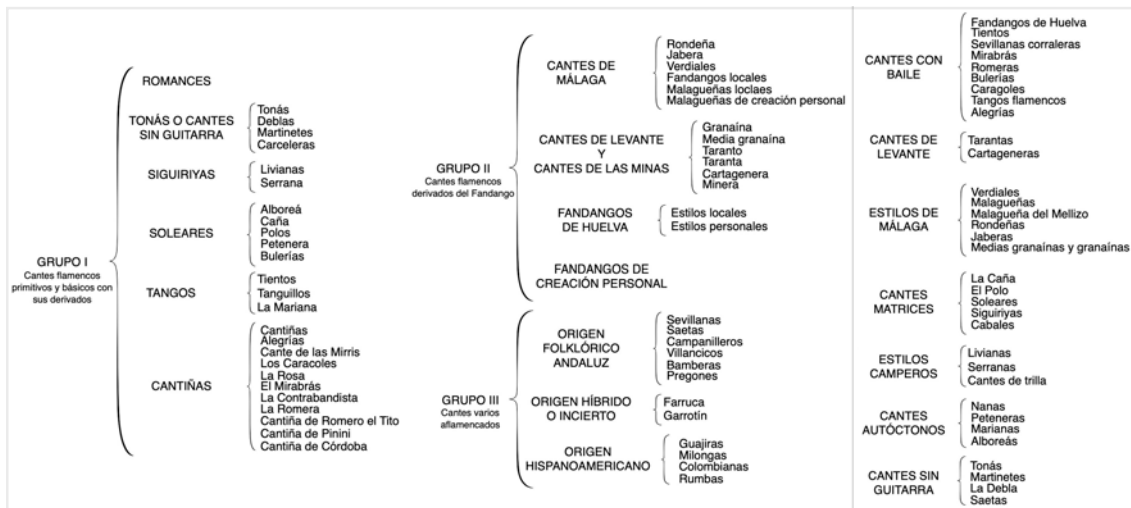 GRUPO I
Cantes flamencos
primitivos y básicos con
sus derivados
ROMANCES
TONÁS O CANTES
SIN GUITARRA
Tonás
Deblas
Martinetes
Carceleras
SIGUIRIYAS
Livianas
Serrana
SOLEARES
Alboreá
Caña
Polos
Petenera
Bulerías
TANGOS
Tientos
Tanguillos
La Mariana
CANTIÑAS
Cantiñas
Alegrías
Cante de las Mirris
Los Caracoles
La Rosa
El Mirabrás
La Contrabandista
La Romera
Cantiña de Romero el Tito
Cantiña de Pinini
Cantiña de Córdoba
GRUPO II
Cantes flamencos
derivados del Fandango
CANTES DE
MÁLAGA
Rondeña
Jabera
Verdiales
Fandangos locales
Malagueñas loclaes
Malagueñas de creación personal
CANTES DE LEVANTE
Y
CANTES DE LAS MINAS
Granaína
Media granaína
Taranto
Taranta
Cartagenera
Minera
FANDANGOS
DE HUELVA
Estilos locales
Estilos personales
FANDANGOS DE
CREACIÓN PERSONAL
GRUPO III
Cantes varios
aflamencados
ORIGEN
FOLKLÓRICO
ANDALUZ
Sevillanas
Saetas
Campanilleros
Villancicos
Bamberas
Pregones
ORIGEN HÍBRIDO
O INCIERTO
Farruca
Garrotín
ORIGEN
HISPANOAMERICANO
Guajiras
Milongas
Colombianas
Rumbas
CANTES CON
BAILE
Fandangos de Huelva
Tientos
Sevillanas corraleras
Mirabrás
Romeras
Bulerías
Caragoles
Tangos flamencos
Alegrías
CANTES DE
LEVANTE
Tarantas
Cartageneras
ESTILOS DE
MÁLAGA
Verdiales
Malagueñas
Malagueña del Mellizo
Rondeñas
Jaberas
Medias granaínas y granaínas
CANTES
MATRICES
La Caña
El Polo
Soleares
Siguiriyas
Cabales
ESTILOS
CAMPEROS
Livianas
Serranas
Cantes de trilla
CANTES
AUTÓCTONOS
Nanas
Peteneras
Marianas
Alboreás
CANTES SIN
GUITARRA
Tonás
Martinetes
La Debla
Saetas